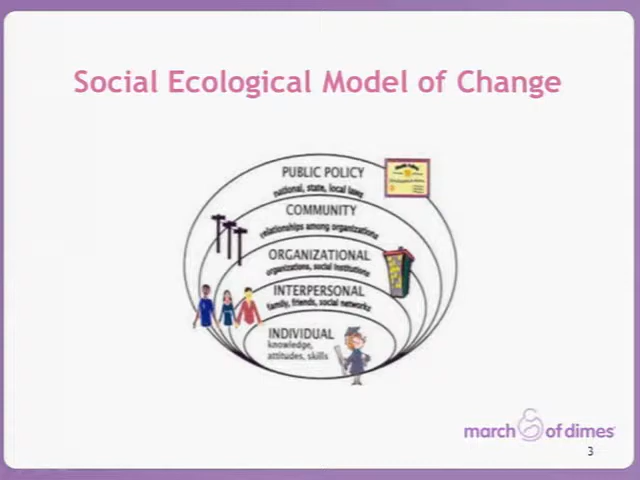 Social Ecological Model of Change
PUBLIC POLICY
national, state, local laws
COMMUNITY
relationships among organizations
ORGANIZATIONAL
organizations, social institutions
INTERPERSONAL
family, friends, social networks
INDIVIDUAL
knowledge,
attitudes, skills
march of dimes
3